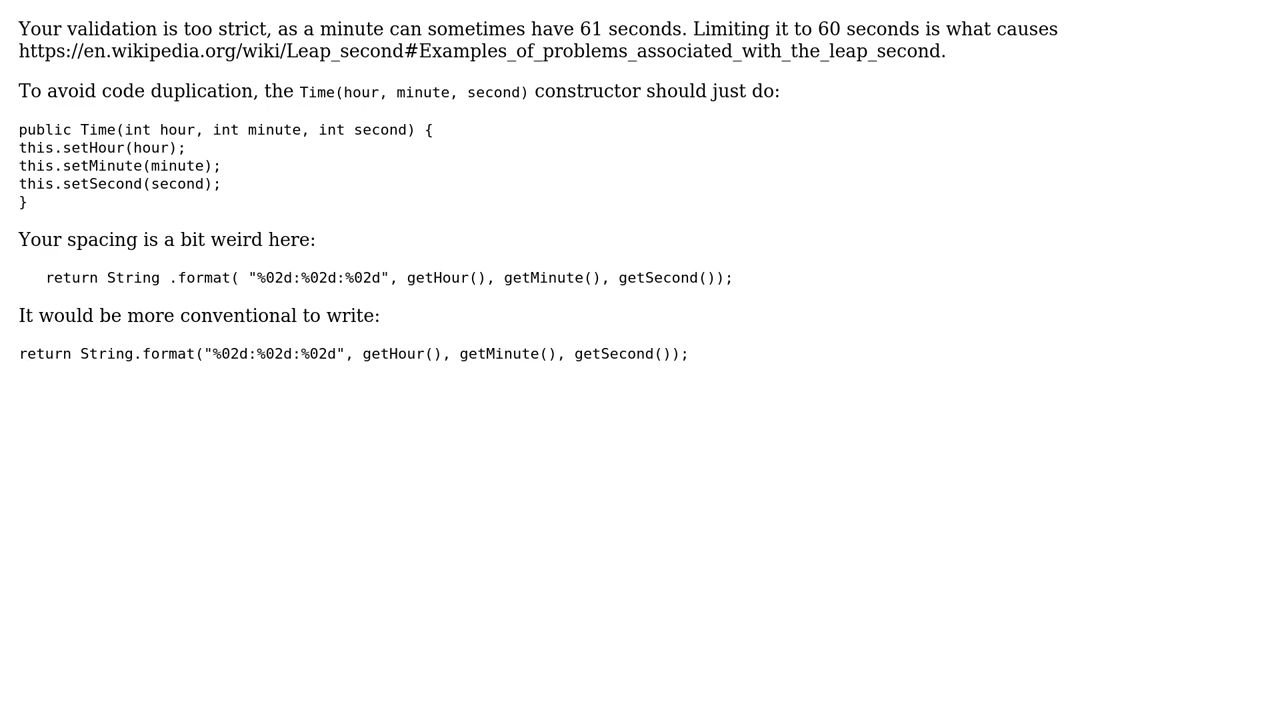 Your validation is too strict, as a minute can sometimes have 61 seconds. Limiting it to 60 seconds is what causes
https://en.wikipedia.org/wiki/Leap_second#Examples_of_problems_associated_with_the_leap_second.
To avoid code duplication, the Time(hour, minute, second) constructor should just do:
public Time(int hour, int minute, int second) {
this.setHour(hour);
this.setMinute(minute);
this.setSecond(second);
}
Your spacing is a bit weird here:
   return String .format( "%02d:%02d:%02d", getHour(), getMinute(), getSecond());
It would be more conventional to write:
return String.format("%02d:%02d:%02d", getHour(), getMinute(), getSecond());